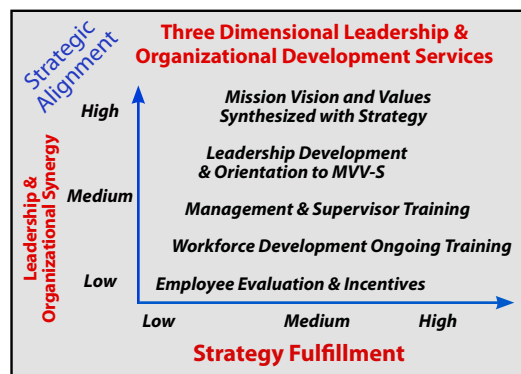 Three Dimensional Leadership &
Organizational Development Services
Strategic
Alignment
High
Mission Vision and Values
Synthesized with Strategy
Leadership Development
& Orientation to MVV-S
Leadership &
Organizational Synergy
Medium
Management & Supervisor Training
Workforce Development Ongoing Training
Low
Employee Evaluation & Incentives
Low
Medium
High
Strategy Fulfillment